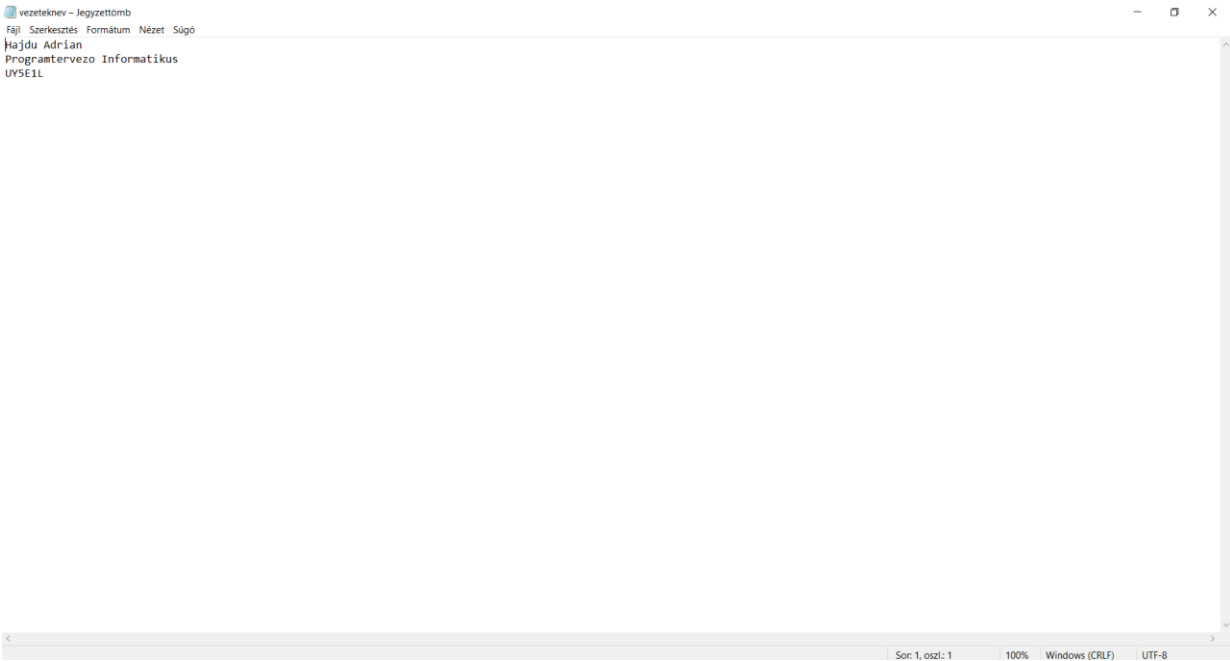 vezeteknev – Jegyzettömb
Fájl Szerkesztés Formátum Nézet Súgó
Hajdu Adrian
Programtervezo Informatikus
UY5E1L
Sor: 1, oszl.: 1 100% Windows (CRLF) UTF-8